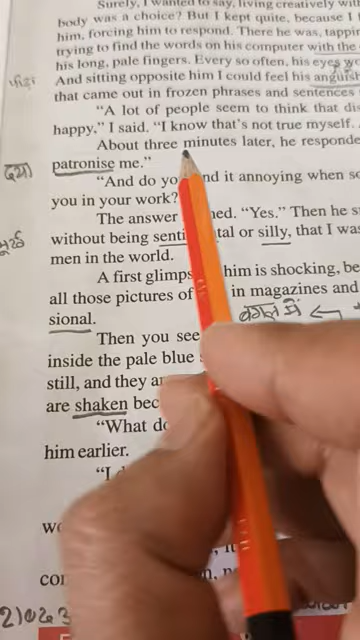 Surely, I wanted to say, living creatively with
body was a choice? But I kept quite, because I
him, forcing him to respond. There he was, tappin
trying to find the words on his computer with the
his long, pale fingers. Every so often, his eyes
And sitting opposite him I could feel his anguish
that came out in frozen phrases and sentences
"A lot of people seem to think that dis
happy," I said. "I know that's not true myself.
About three minutes later, he responde
दया
patronise me."
"And do yo nd it annoying when so
you in your work?
The answer hed. "Yes." Then he s
मूर्ख
without being senti tal or silly, that I was
men in the world.
A first glimps him is shocking, be
all those pictures of in magazines and
sional.
Then you see
inside the pale blue
still, and they ar
are shaken bec
"What do
him earlier.
"I
wo
con